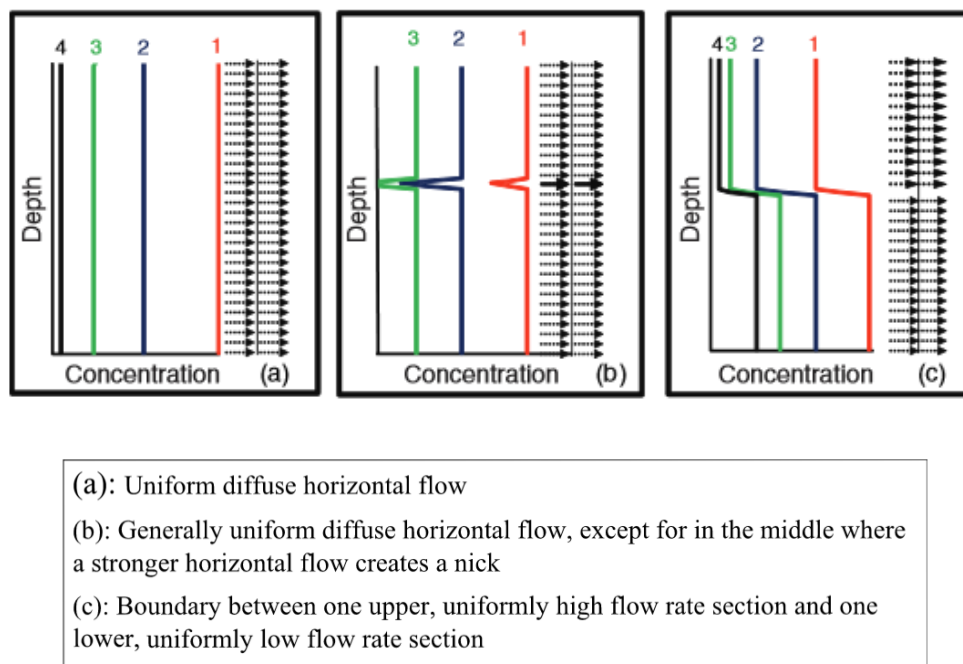 4 3 2 1
Depth
Concentration (a)
3 2 1
Depth
Concentration (b)
4 3 2 1
Depth
Concentration (c)
(a): Uniform diffuse horizontal flow
(b): Generally uniform diffuse horizontal flow, except for in the middle where
a stronger horizontal flow creates a nick
(c): Boundary between one upper, uniformly high flow rate section and one
lower, uniformly low flow rate section